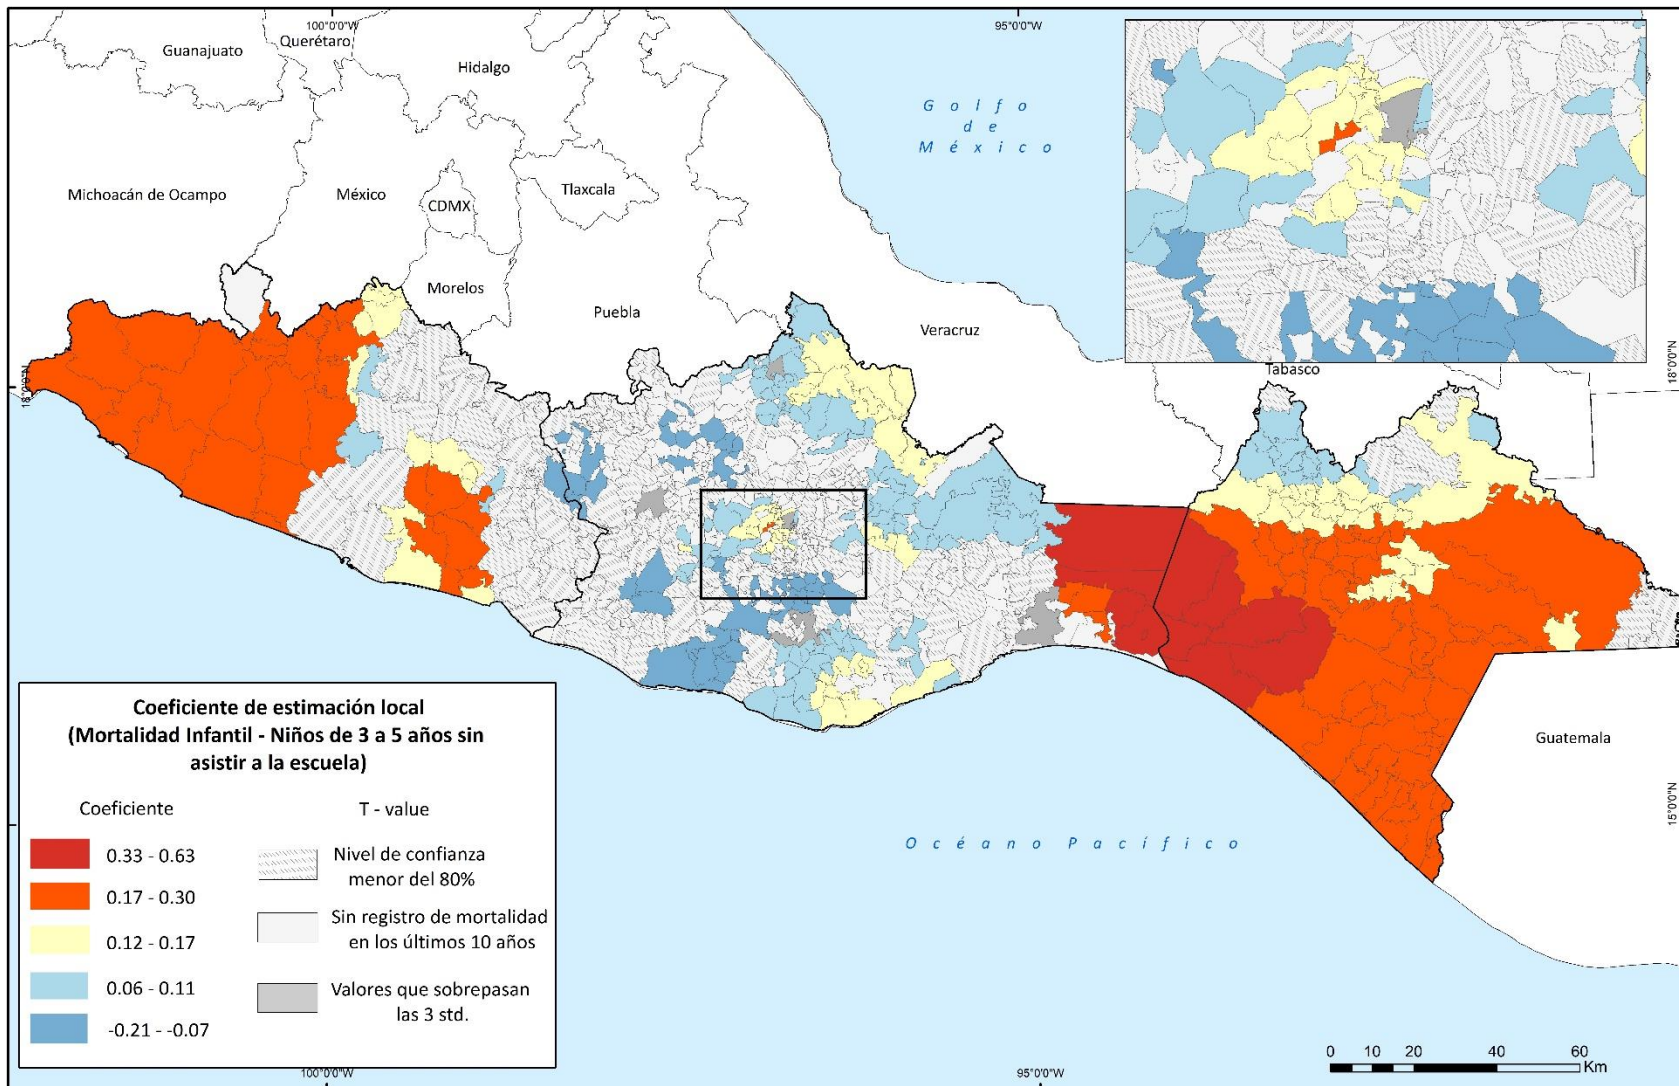 100°0'0"W
95°0'0"W
Guanajuato
Querétaro
Hidalgo
Golfo
de
México
Michoacán de Ocampo
México
CDMX
Tlaxcala
Morelos
Puebla
Veracruz
Tabasco
18°0'0"N
18°0'0"N
Guatemala
15°0'0"N
Océano Pacífico
Coeficiente de estimación local
(Mortalidad Infantil - Niños de 3 a 5 años sin
asistir a la escuela)
Coeficiente
T - value
0.33 - 0.63
0.17 - 0.30
0.12 - 0.17
0.06 - 0.11
-0.21 - -0.07
Nivel de confianza
menor del 80%
Sin registro de mortalidad
en los últimos 10 años
Valores que sobrepasan
las 3 std.
0 10 20 40 60
Km
100°0'0"W
95°0'0"W